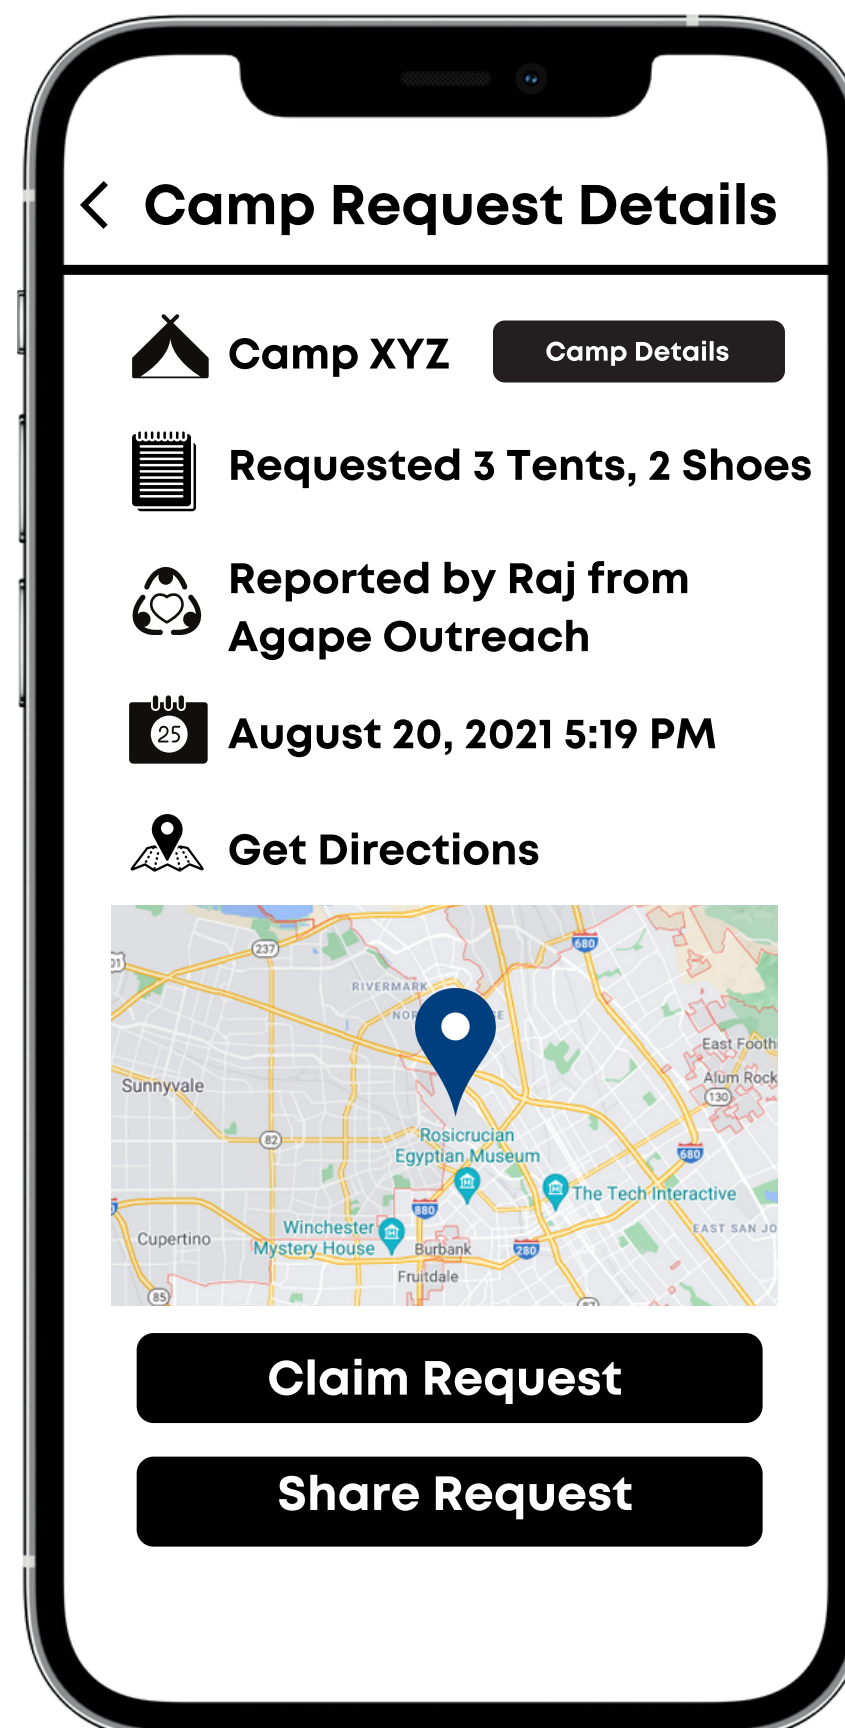 Camp Request Details
Camp XYZ
Camp Details
Requested 3 Tents, 2 Shoes
Reported by Raj from
Agape Outreach
25
August 20, 2021 5:19 PM
Get Directions
237
680
01
RIVERMARK
East Footh
Sunnyvale
Alum Rock
130
82
Rosicrucian
Egyptian Museum
680
The Tech Interactive
880
Winchester
Mystery House
EAST SAN JO
Cupertino
Burbank
280
Fruitdale
85
87
Claim Request
Share Request